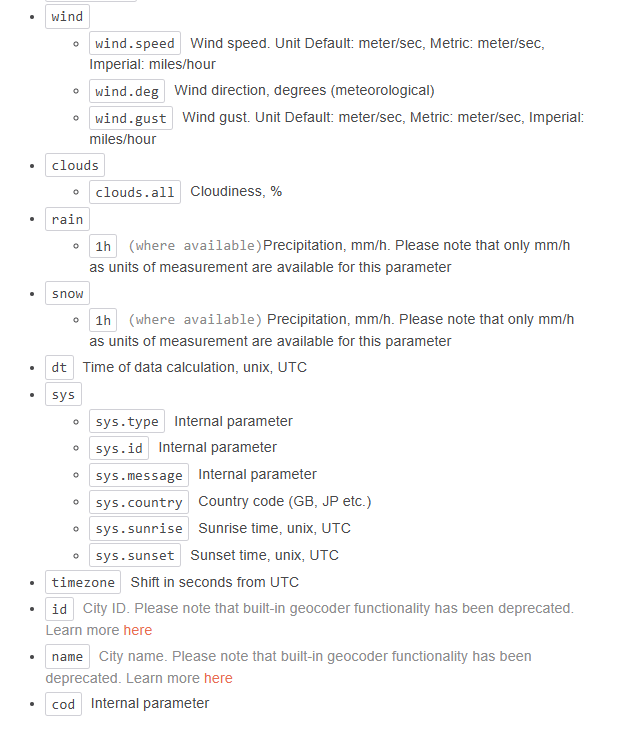 wind
wind.speed Wind speed. Unit Default: meter/sec, Metric: meter/sec,
Imperial: miles/hour
wind.deg Wind direction, degrees (meteorological)
wind.gust Wind gust. Unit Default: meter/sec, Metric: meter/sec, Imperial:
miles/hour
clouds
clouds.all Cloudiness, %
rain
1h (where available)Precipitation, mm/h. Please note that only mm/h
as units of measurement are available for this parameter
snow
1h (where available) Precipitation, mm/h. Please note that only mm/h
as units of measurement are available for this parameter
dt Time of data calculation, unix, UTC
sys
sys.type Internal parameter
sys.id Internal parameter
sys.message Internal parameter
sys.country Country code (GB, JP etc.)
sys.sunrise Sunrise time, unix, UTC
sys.sunset Sunset time, unix, UTC
timezone Shift in seconds from UTC
id City ID. Please note that built-in geocoder functionality has been deprecated.
Learn more here
name City name. Please note that built-in geocoder functionality has been
deprecated. Learn more here
cod Internal parameter